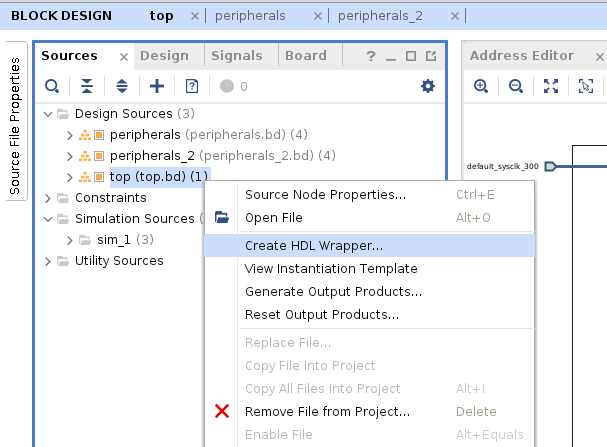 BLOCK DESIGN top × peripherals × peripherals_2 ×
Source File Properties
Sources × Design Signals Board ? _ Address Editor ×
0
Design Sources (3)
peripherals (peripherals.bd) (4)
peripherals_2 (peripherals_2.bd) (4)
default_sysclk_300
top (top.bd) (1)
Source Node Properties... Ctrl+E
Constraints
Simulation Sources (
Open File Alt+O
sim_1 (3)
Create HDL Wrapper...
Utility Sources
View Instantiation Template
Generate Output Products...
Reset Output Products...
Replace File...
Copy File Into Project
Copy All Files Into Project Alt+I
Remove File from Project... Delete
Enable File Alt+Equals